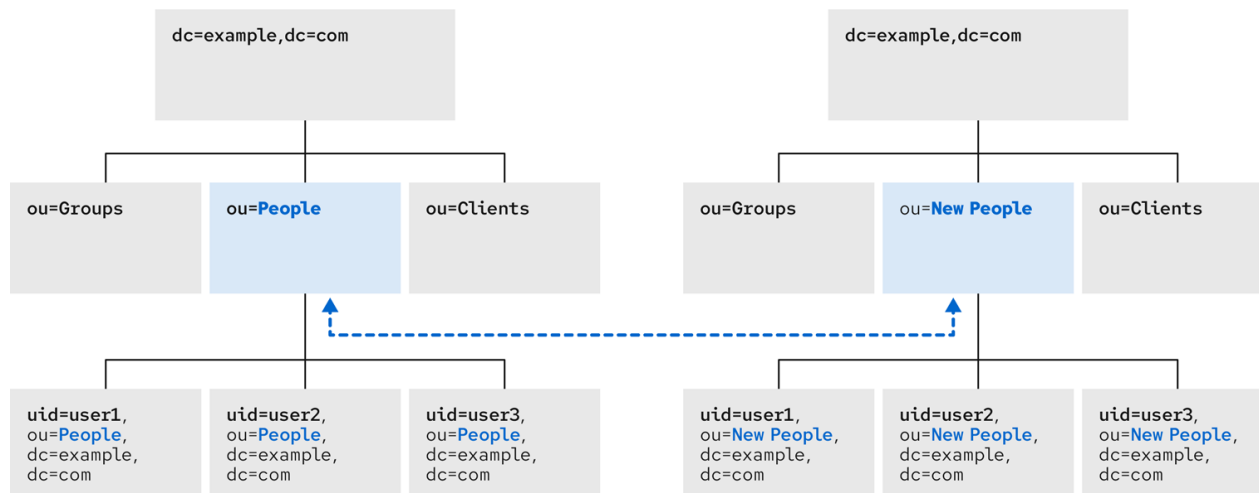 dc=example,dc=com
dc=example,dc=com
ou=Groups
ou=People
ou=Clients
ou=Groups
ou=New People
ou=Clients
uid=user1,
ou=People,
dc=example,
dc=com
uid=user2,
ou=People,
dc=example,
dc=com
uid=user3,
ou=People,
dc=example,
dc=com
uid=user1,
ou=New People,
dc=example,
dc=com
uid=user2,
ou=New People,
dc=example,
dc=com
uid=user3,
ou=New People,
dc=example,
dc=com